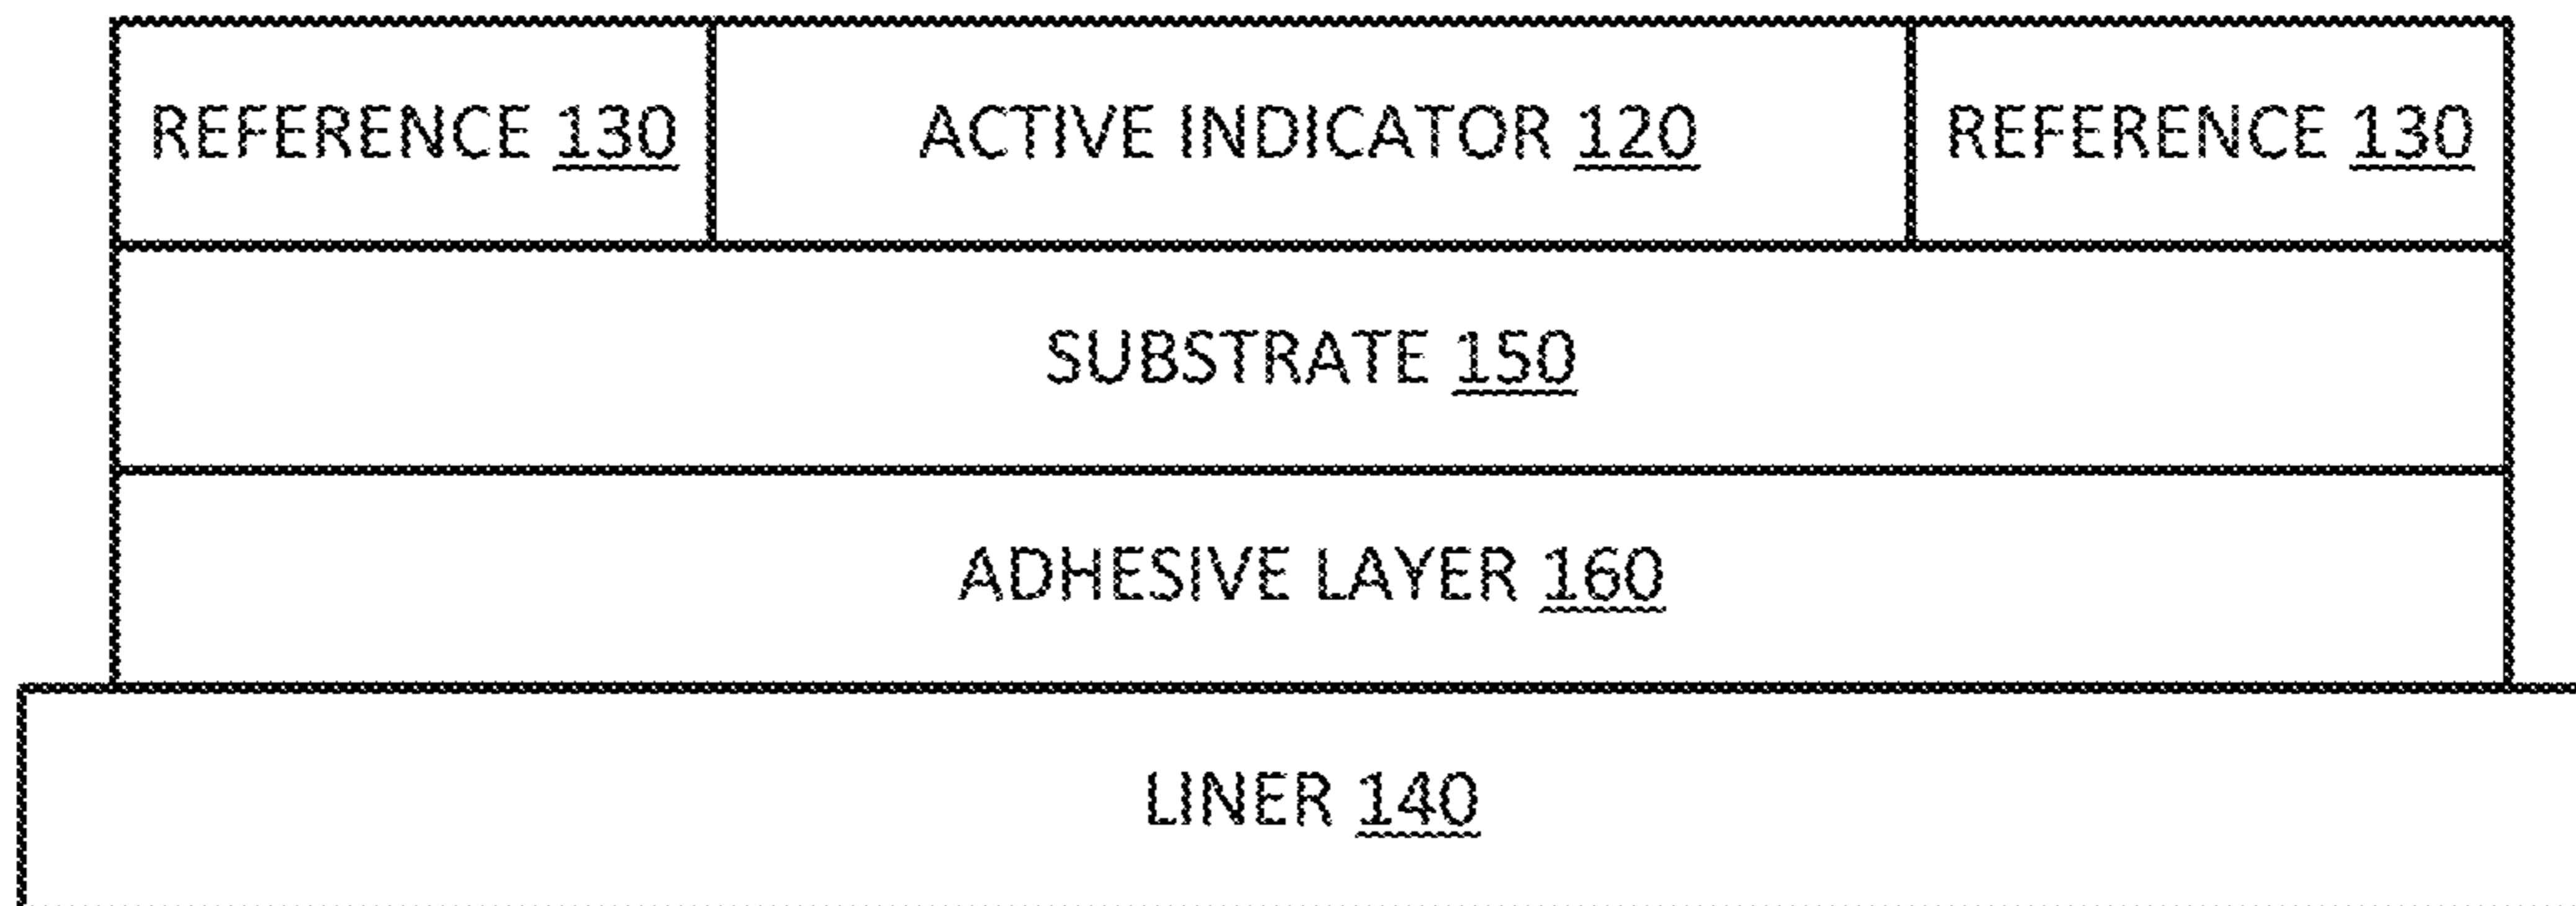 REFERENCE 130 ACTIVE INDICATOR 120 REFERENCE 130
SUBSTRATE 150
ADHESIVE LAYER 160
LINER 140